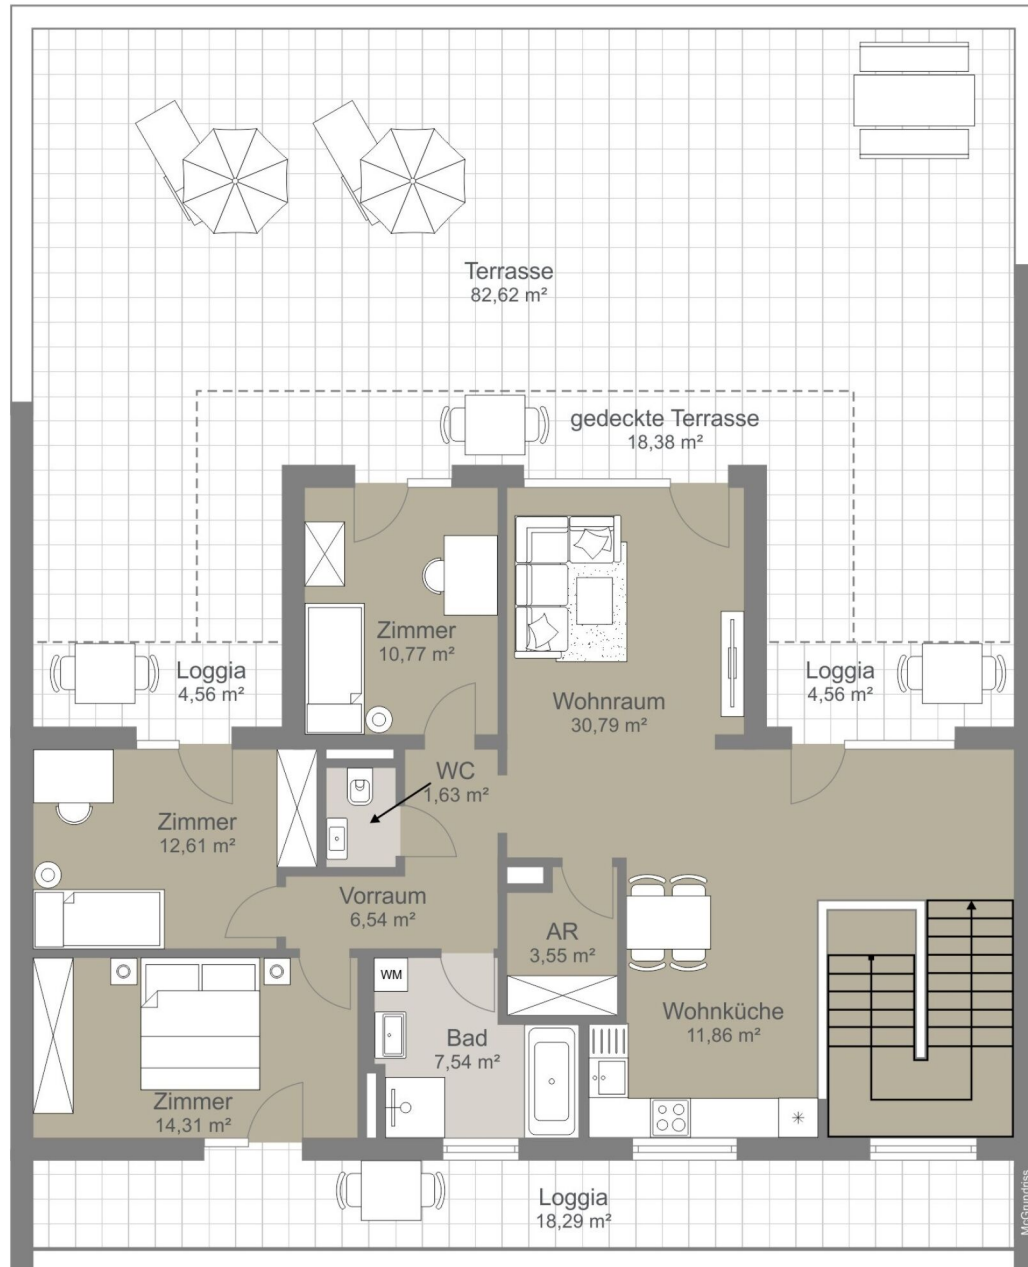 Terrasse
82,62 m²
gedeckte Terrasse
18,38 m²
Zimmer
10,77 m²
Loggia
4,56 m²
Wohnraum
30,79 m²
Loggia
4,56 m²
WC
1,63 m²
Zimmer
12,61 m²
Vorraum
6,54 m²
AR
3,55 m²
WM
Wohnküche
11,86 m²
Bad
7,54 m²
Zimmer
14,31 m²
Loggia
18,29 m²
McGrundriss